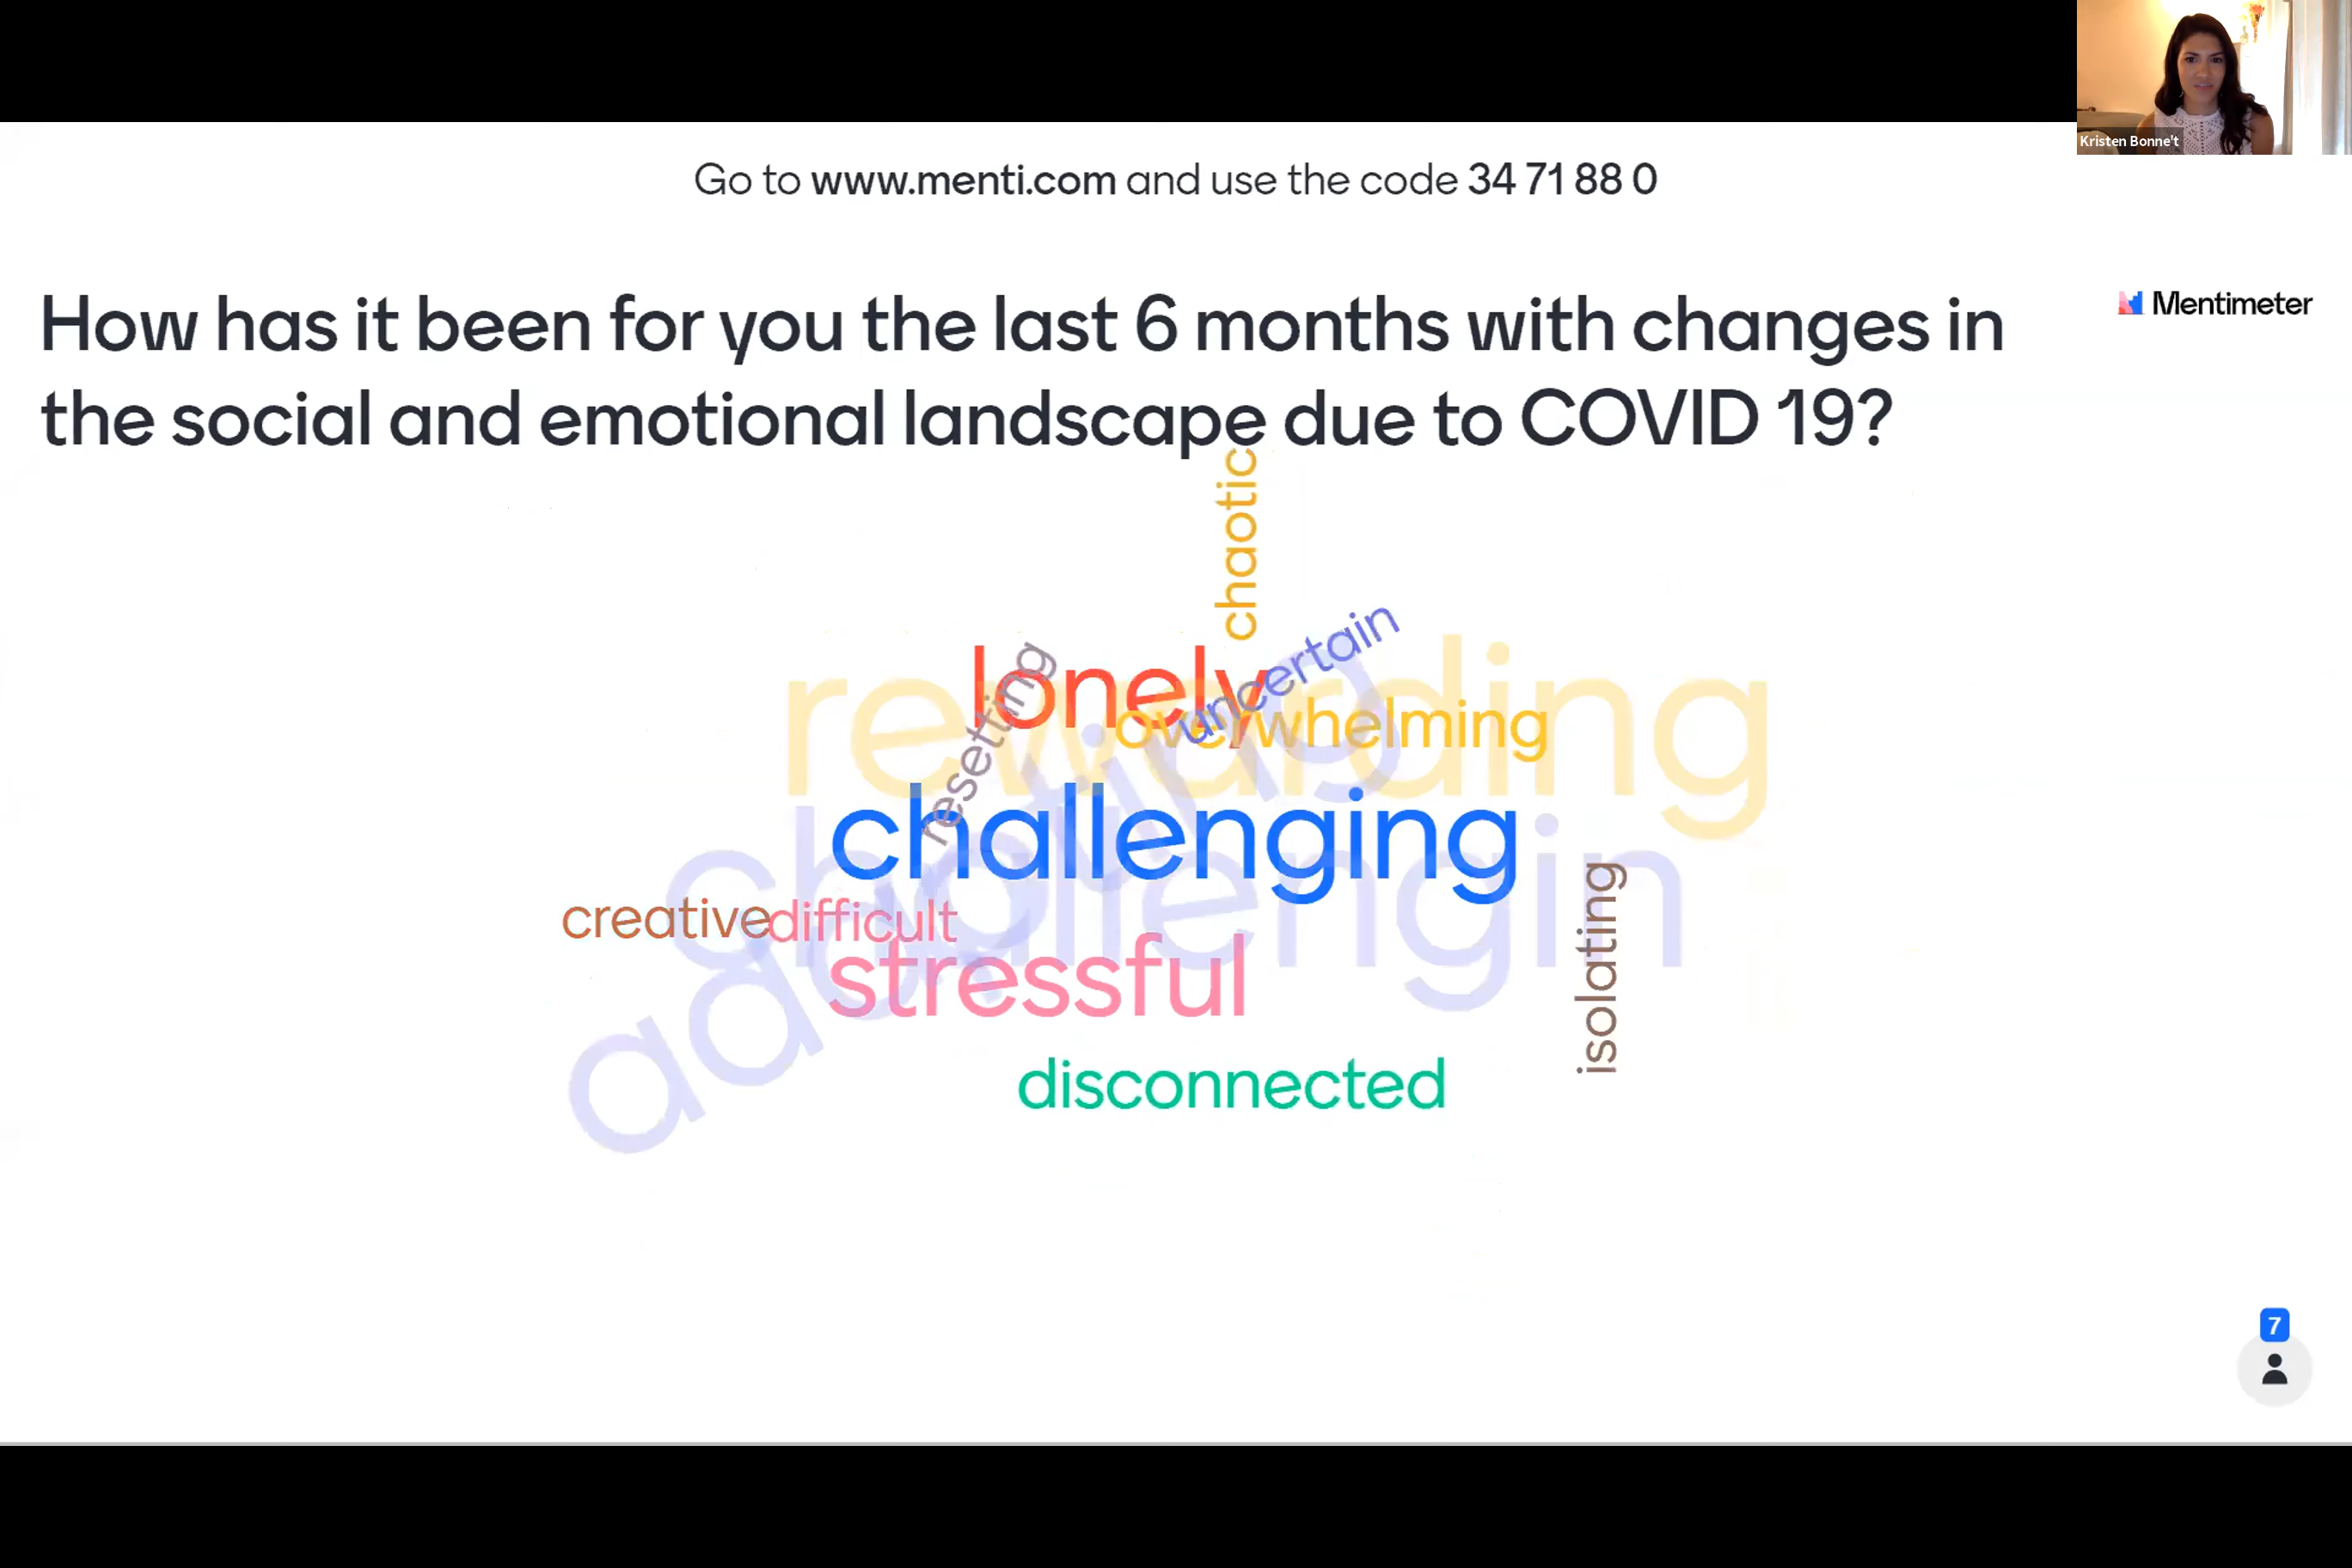 Kristen Bonne't
Go to www.menti.com and use the code 34 71 88 0
How has it been for you the last 6 months with changes in
the social and emotional landscape due to COVID 19?
Mentimeter
chaotic
uncertain
lonely
resetting
rewarding
overwhelming
challenging
challengin
creative
difficult
stressful
isolating
disconnected
7